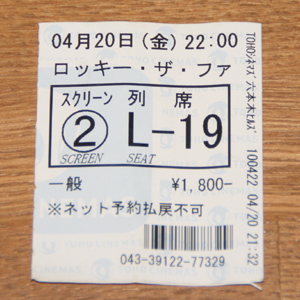 04月20日(金) 22:00
ロッキー・ザ・ファ
スクリーン 列 席
② L-19
SCREEN SEAT
一般 ¥1,800-
※ネット予約払戻不可
043-39122-77329
TOHOシネマズ 六本木ヒルズ
100422 04/20 21:32